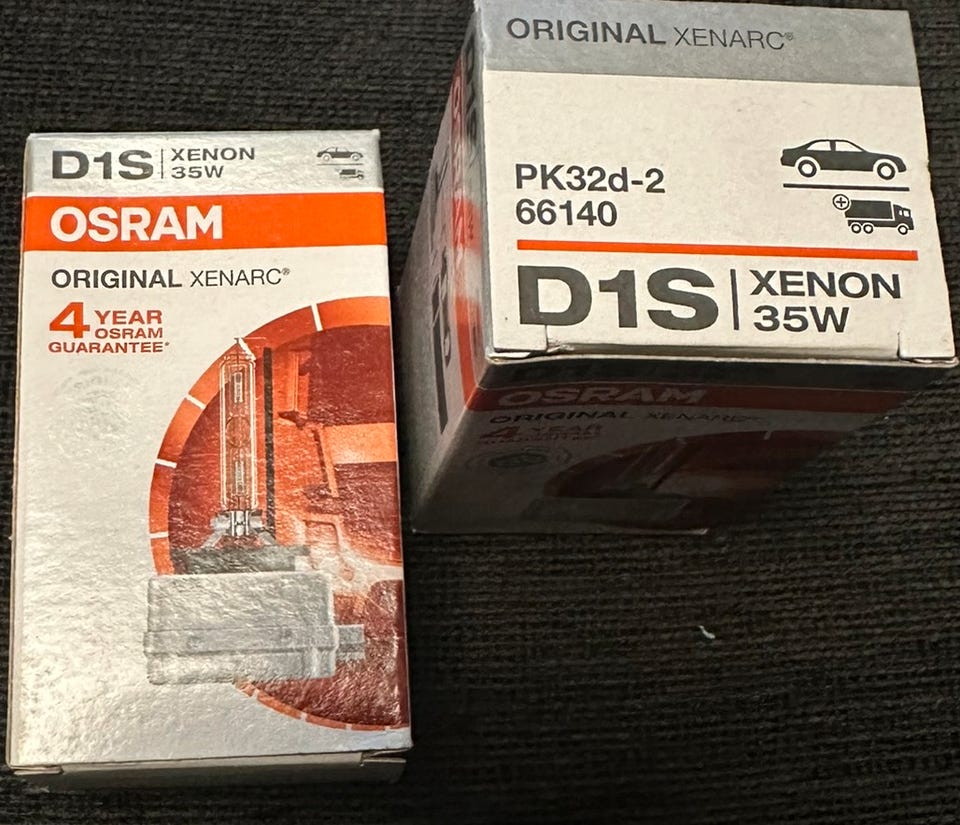 D1S XENON
35W
OSRAM
ORIGINAL XENARC®
4 YEAR
OSRAM
GUARANTEE*
ORIGINAL XENARC®
PK32d-2
66140
D1S XENON
35W
OSRAM
ORIGINAL XENARC®
4 YEAR